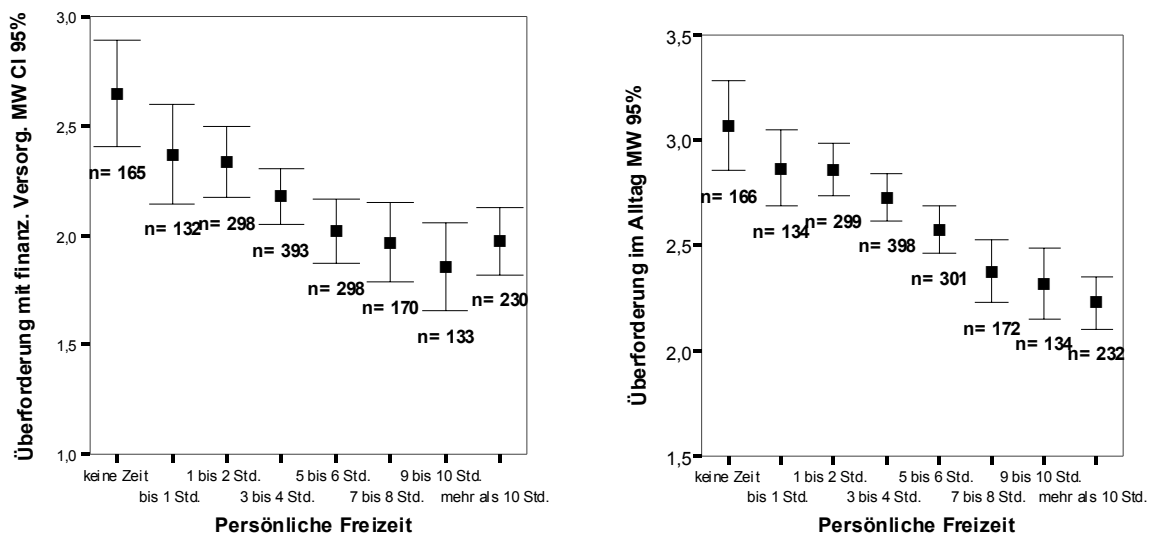 Überforderung mit finanz. Versorg. MW CI 95%
3,0
2,5
2,0
1,5
1,0
n= 165
n= 132
n= 298
n= 393
n= 298
n= 170
n= 133
n= 230
keine Zeit
bis 1 Std.
1 bis 2 Std.
3 bis 4 Std.
5 bis 6 Std.
7 bis 8 Std.
9 bis 10 Std.
mehr als 10 Std.
Persönliche Freizeit
Überforderung im Alltag MW 95%
3,5
3,0
2,5
2,0
1,5
n= 166
n= 134
n= 299
n= 398
n= 301
n= 172
n= 134
n= 232
keine Zeit
bis 1 Std.
1 bis 2 Std.
3 bis 4 Std.
5 bis 6 Std.
7 bis 8 Std.
9 bis 10 Std.
mehr als 10 Std.
Persönliche Freizeit